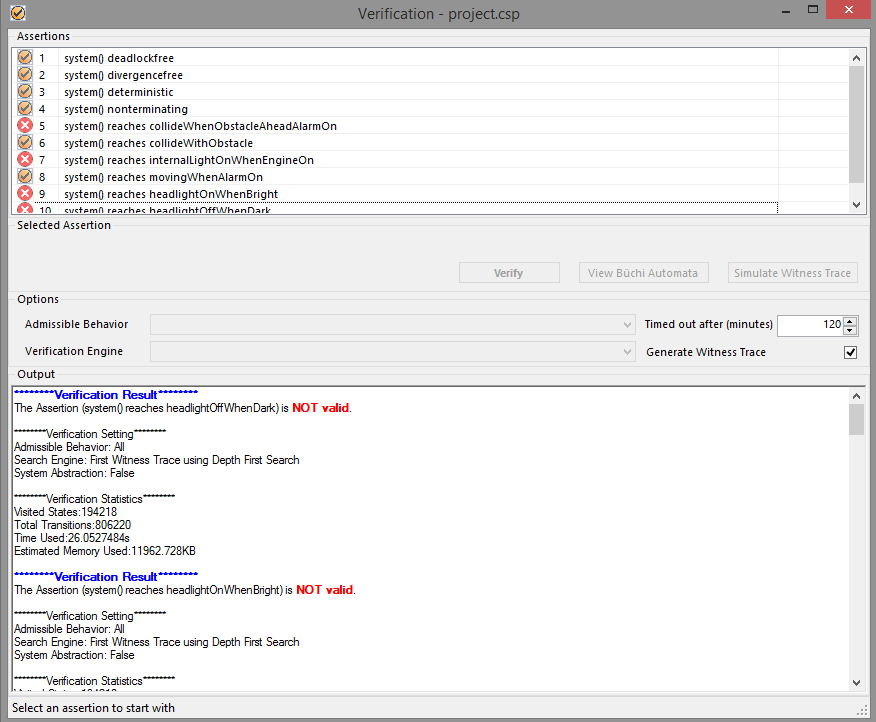 Verification - project.csp
Assertions
1 system() deadlockfree
2 system() divergencefree
3 system() deterministic
4 system() nonterminating
5 system() reaches collideWhenObstacleAheadAlarmOn
6 system() reaches collideWithObstacle
7 system() reaches internalLightOnWhenEngineOn
8 system() reaches movingWhenAlarmOn
9 system() reaches headlightOnWhenBright
10 system() reaches headlightOffWhenDark
Selected Assertion
Verify View Büchi Automata Simulate Witness Trace
Options
Admissible Behavior Timed out after (minutes) 120
Verification Engine Generate Witness Trace
Output
********Verification Result********
The Assertion (system() reaches headlightOffWhenDark) is NOT valid.
********Verification Setting********
Admissible Behavior: All
Search Engine: First Witness Trace using Depth First Search
System Abstraction: False
********Verification Statistics********
Visited States:194218
Total Transitions:806220
Time Used:26.0527484s
Estimated Memory Used:11962.728KB
********Verification Result********
The Assertion (system() reaches headlightOnWhenBright) is NOT valid.
********Verification Setting********
Admissible Behavior: All
Search Engine: First Witness Trace using Depth First Search
System Abstraction: False
********Verification Statistics********
Visited States:194218
Select an assertion to start with